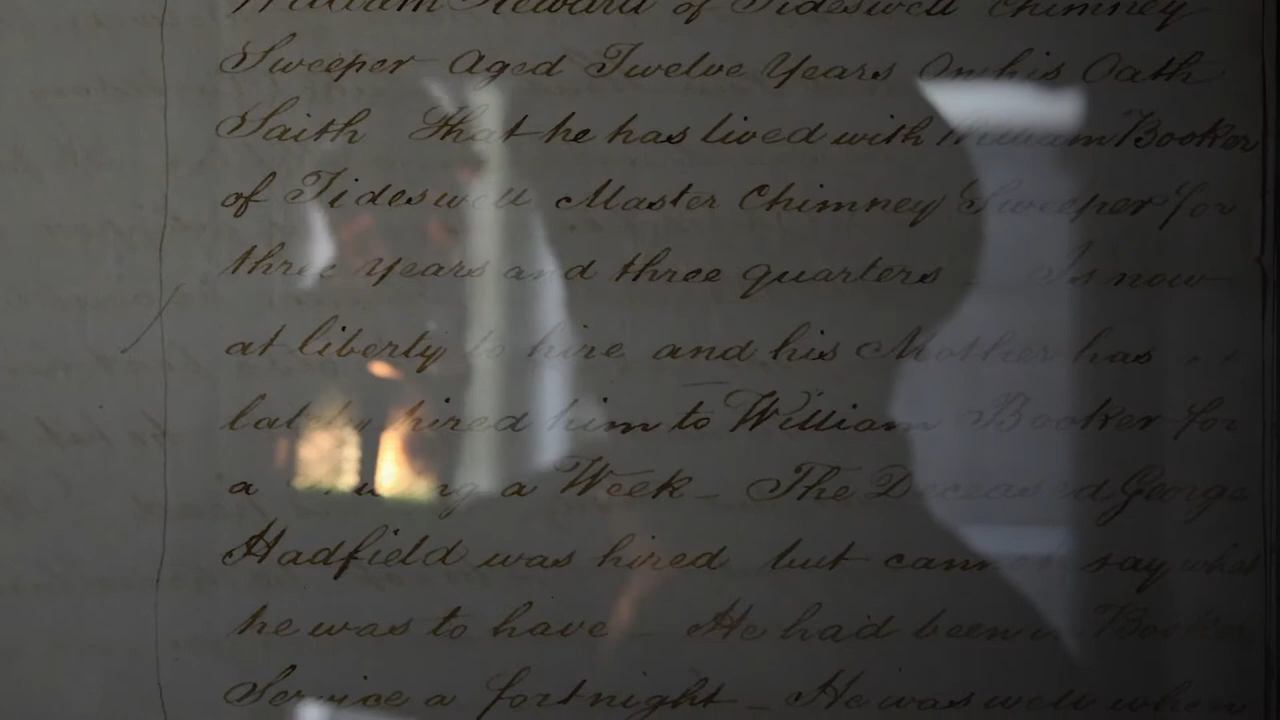 William Heward of Tideswell Chimney
Sweeper Aged Twelve Years On his Oath
Saith That he has lived with William Booker
of Tideswell Master Chimney Sweeper for
three years and three quarters _ Is now
at liberty to hire and his Mother has
lately hired him to William Booker for
a a Week _ The Deceased George
Hadfield was hired but cannot say what
he was to have _ He had been in Bookers
Service a fortnight _ He was well when